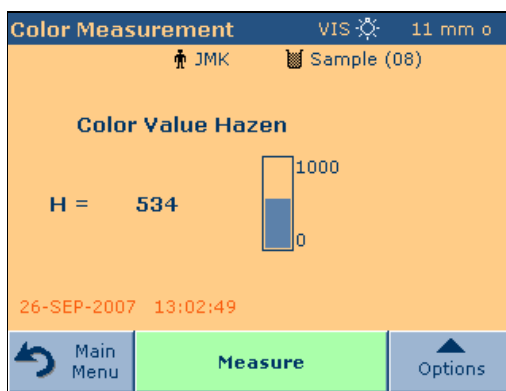 Color Measurement VIS 11 mm o
JMK Sample (08)
Color Value Hazen
1000
H = 534
0
26-SEP-2007 13:02:49
Main Menu Measure Options